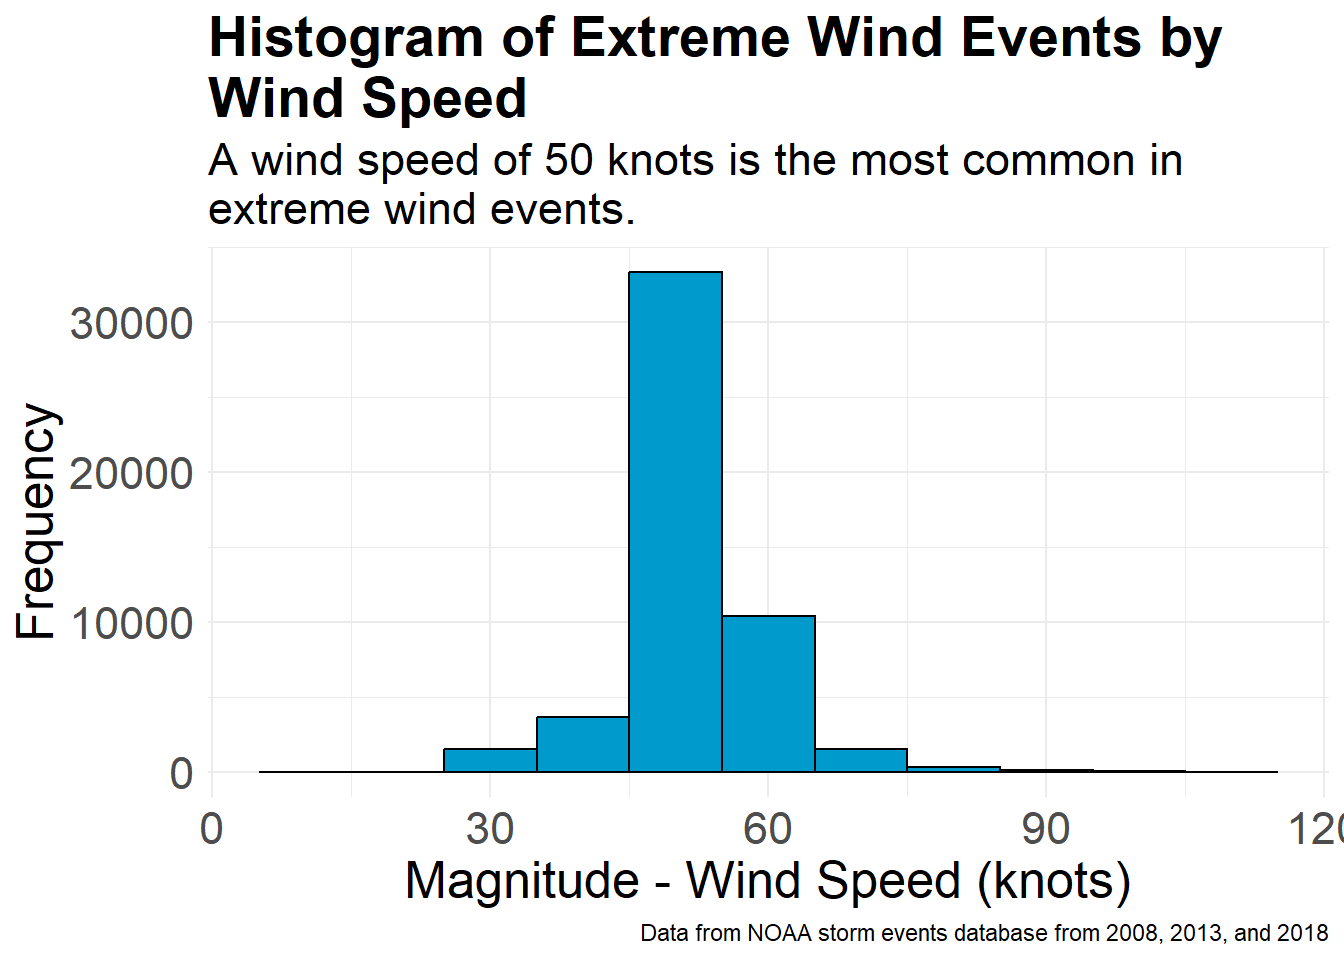 Histogram of Extreme Wind Events by
Wind Speed
A wind speed of 50 knots is the most common in
extreme wind events.
Frequency
30000
20000
10000
0
0 30 60 90 120
Magnitude - Wind Speed (knots)
Data from NOAA storm events database from 2008, 2013, and 2018